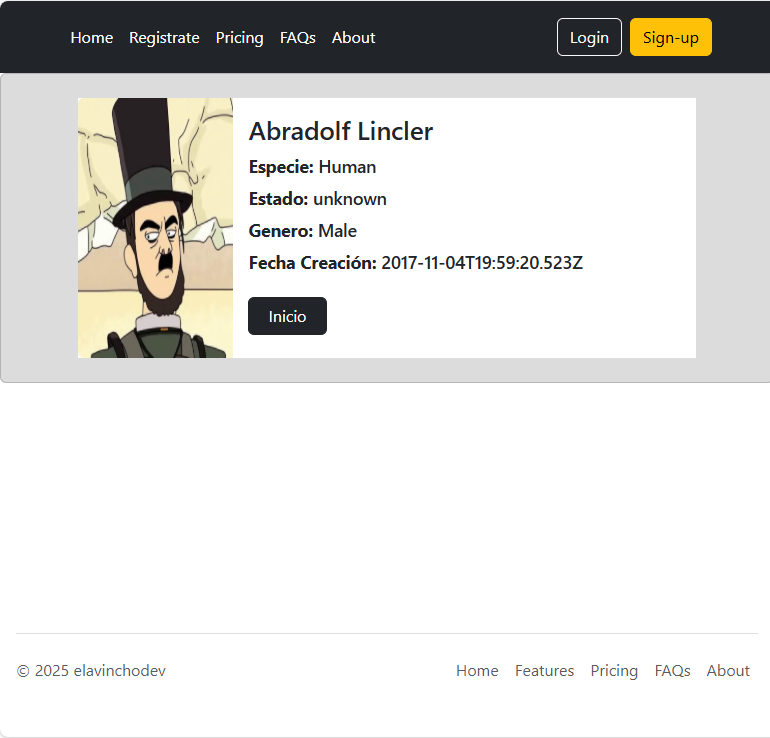 Home Registrate Pricing FAQs About Login Sign-up
Abradolf Lincler
Especie: Human
Estado: unknown
Genero: Male
Fecha Creación: 2017-11-04T19:59:20.523Z
Inicio
© 2025 elavinchodev Home Features Pricing FAQs About